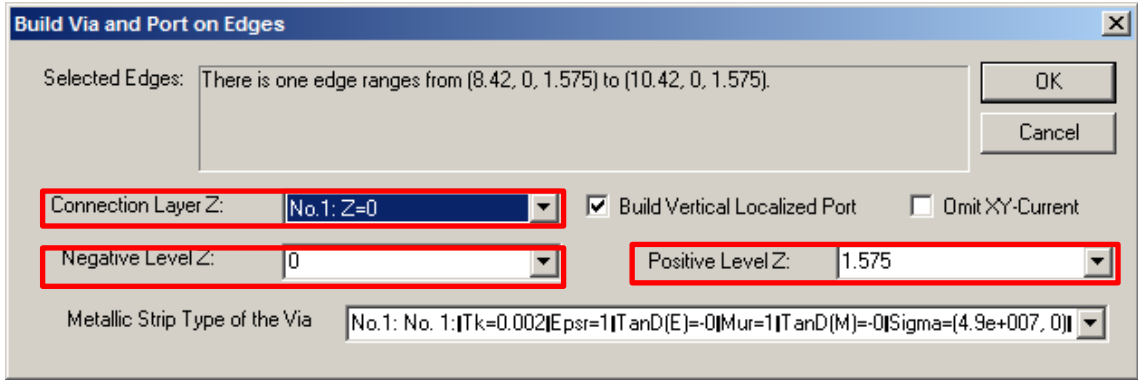 Build Via and Port on Edges
Selected Edges: There is one edge ranges from (8.42, 0, 1.575) to (10.42, 0, 1.575).
OK
Cancel
Connection Layer Z: No.1: Z=0 Build Vertical Localized Port Omit XY-Current
Negative Level Z: 0 Positive Level Z: 1.575
Metallic Strip Type of the Via No.1: No. 1:|Tk=0.002|Epsr=1|TanD(E)=-0|Mur=1|TanD(M)=-0|Sigma=(4.9e+007, 0)|